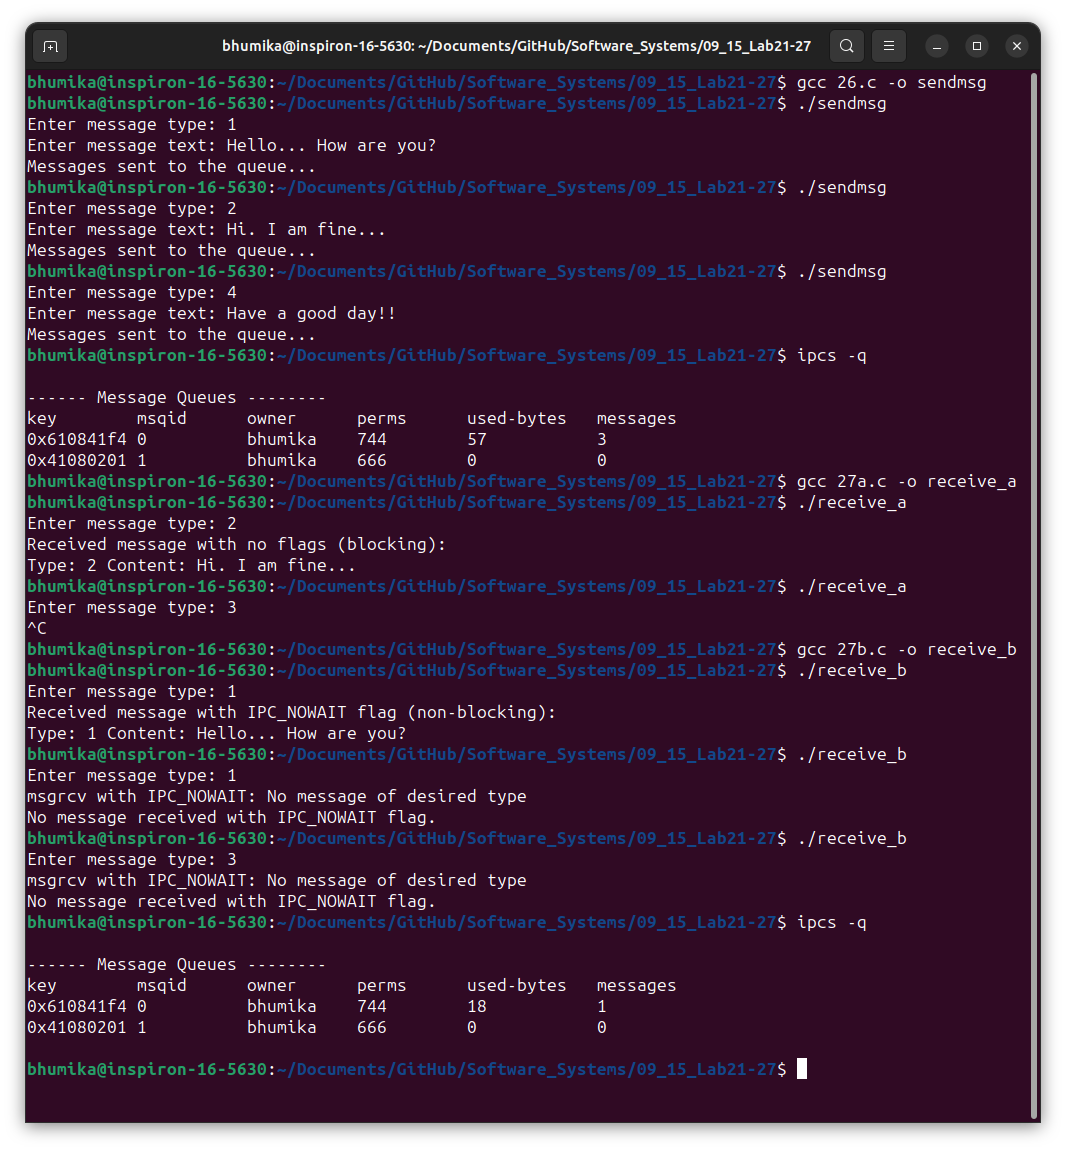 bhumika@inspiron-16-5630: ~/Documents/GitHub/Software_Systems/09_15_Lab21-27
bhumika@inspiron-16-5630:~/Documents/GitHub/Software_Systems/09_15_Lab21-27$ gcc 26.c -o sendmsg
bhumika@inspiron-16-5630:~/Documents/GitHub/Software_Systems/09_15_Lab21-27$ ./sendmsg
Enter message type: 1
Enter message text: Hello... How are you?
Messages sent to the queue...
bhumika@inspiron-16-5630:~/Documents/GitHub/Software_Systems/09_15_Lab21-27$ ./sendmsg
Enter message type: 2
Enter message text: Hi. I am fine...
Messages sent to the queue...
bhumika@inspiron-16-5630:~/Documents/GitHub/Software_Systems/09_15_Lab21-27$ ./sendmsg
Enter message type: 4
Enter message text: Have a good day!!
Messages sent to the queue...
bhumika@inspiron-16-5630:~/Documents/GitHub/Software_Systems/09_15_Lab21-27$ ipcs -q
------ Message Queues --------
key        msqid      owner      perms      used-bytes   messages
0x610841f4 0          bhumika    744        57           3
0x41080201 1          bhumika    666        0            0
bhumika@inspiron-16-5630:~/Documents/GitHub/Software_Systems/09_15_Lab21-27$ gcc 27a.c -o receive_a
bhumika@inspiron-16-5630:~/Documents/GitHub/Software_Systems/09_15_Lab21-27$ ./receive_a
Enter message type: 2
Received message with no flags (blocking):
Type: 2 Content: Hi. I am fine...
bhumika@inspiron-16-5630:~/Documents/GitHub/Software_Systems/09_15_Lab21-27$ ./receive_a
Enter message type: 3
^C
bhumika@inspiron-16-5630:~/Documents/GitHub/Software_Systems/09_15_Lab21-27$ gcc 27b.c -o receive_b
bhumika@inspiron-16-5630:~/Documents/GitHub/Software_Systems/09_15_Lab21-27$ ./receive_b
Enter message type: 1
Received message with IPC_NOWAIT flag (non-blocking):
Type: 1 Content: Hello... How are you?
bhumika@inspiron-16-5630:~/Documents/GitHub/Software_Systems/09_15_Lab21-27$ ./receive_b
Enter message type: 1
msgrcv with IPC_NOWAIT: No message of desired type
No message received with IPC_NOWAIT flag.
bhumika@inspiron-16-5630:~/Documents/GitHub/Software_Systems/09_15_Lab21-27$ ./receive_b
Enter message type: 3
msgrcv with IPC_NOWAIT: No message of desired type
No message received with IPC_NOWAIT flag.
bhumika@inspiron-16-5630:~/Documents/GitHub/Software_Systems/09_15_Lab21-27$ ipcs -q
------ Message Queues --------
key        msqid      owner      perms      used-bytes   messages
0x610841f4 0          bhumika    744        18           1
0x41080201 1          bhumika    666        0            0
bhumika@inspiron-16-5630:~/Documents/GitHub/Software_Systems/09_15_Lab21-27$